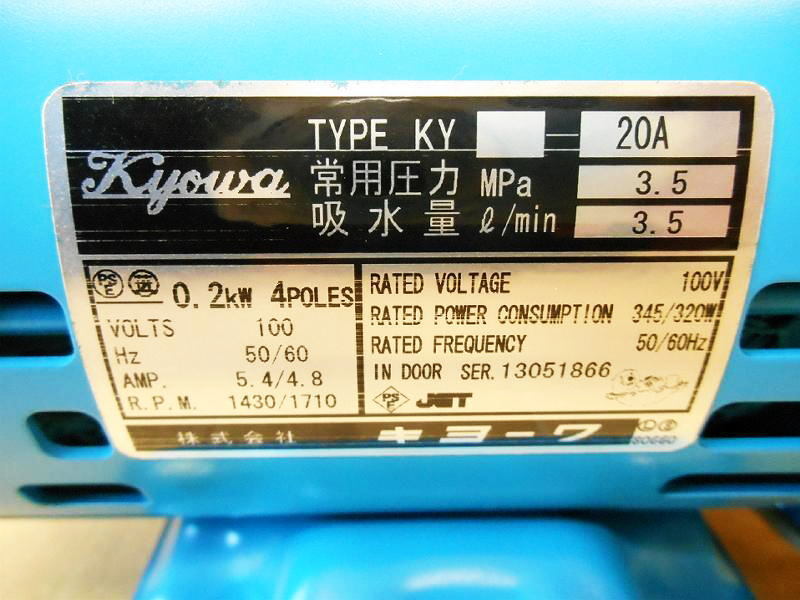 TYPE KY — 20A
Kyowa 常用圧力 MPa 3.5
吸水量 ℓ/min 3.5
PSE 0.2kW 4POLES
VOLTS 100
Hz 50/60
AMP. 5.4/4.8
R.P.M. 1430/1710
RATED VOLTAGE 100V
RATED POWER CONSUMPTION 345/320W
RATED FREQUENCY 50/60Hz
IN DOOR SER. 13051866
PSE JET
株式会社 キョーワ
S0660